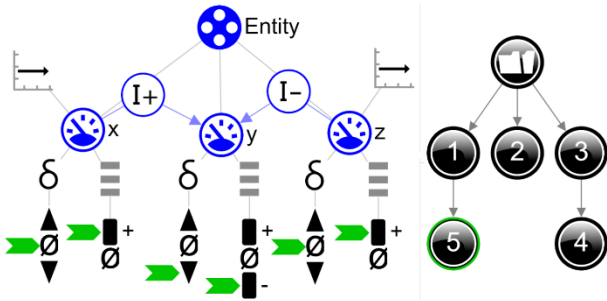 Entity
I+
I-
x
y
z
δ
δ
δ
Ø
+
Ø
Ø
+
Ø
-
Ø
+
Ø
1
2
3
5
4